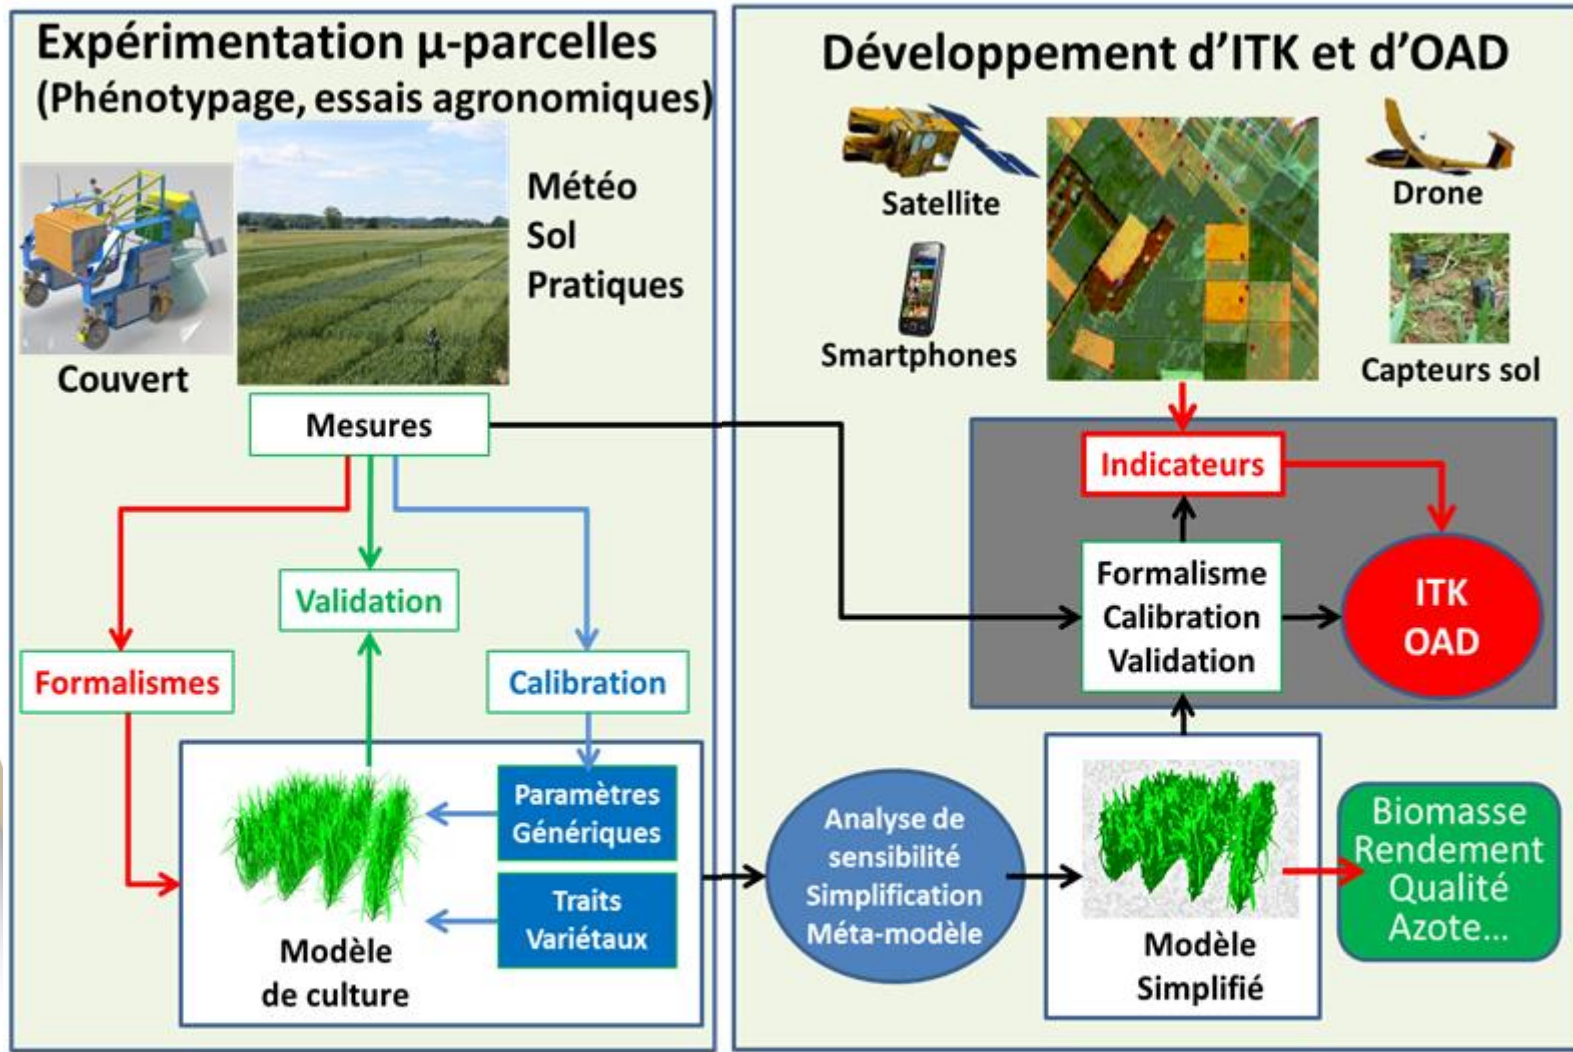 Expérimentation µ-parcelles
(Phénotypage, essais agronomiques)
Couvert
Météo
Sol
Pratiques
Mesures
Validation
Formalismes
Calibration
Paramètres
Génériques
Traits
Variétaux
Modèle
de culture
Développement d'ITK et d'OAD
Satellite
Drone
Smartphones
Capteurs sol
Indicateurs
Formalisme
Calibration
Validation
ITK
OAD
Analyse de
sensibilité
Simplification
Méta-modèle
Modèle
Simplifié
Biomasse
Rendement
Qualité
Azote...